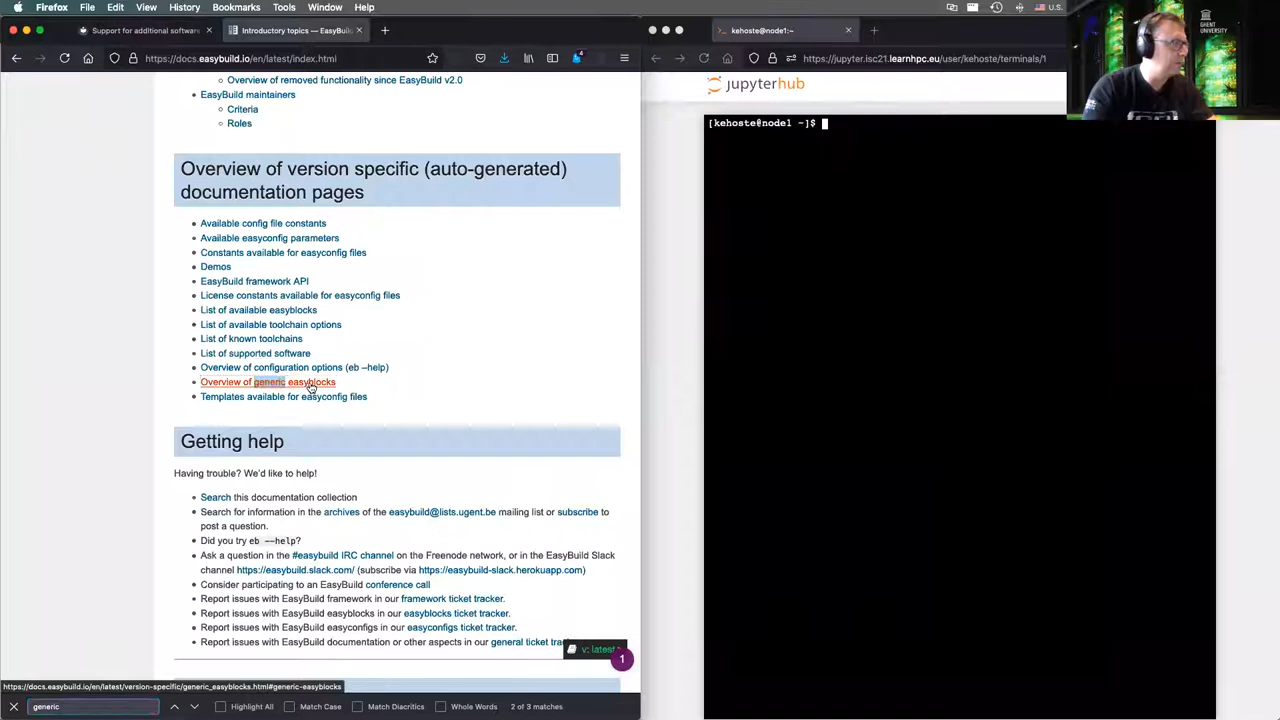 Firefox File Edit View History Bookmarks Tools Window Help
Support for additional software
Introductory topics — EasyBuil
kehoste@node1:~
https://docs.easybuild.io/en/latest/index.html
https://jupyter.isc21.learnhpc.eu/user/kehoste/terminals/1
GHENT
UNIVERSITY
jupyterhub
[kehoste@node1 ~]$
Overview of removed functionality since EasyBuild v2.0
EasyBuild maintainers
Criteria
Roles
Overview of version specific (auto-generated)
documentation pages
Available config file constants
Available easyconfig parameters
Constants available for easyconfig files
Demos
EasyBuild framework API
License constants available for easyconfig files
List of available easyblocks
List of available toolchain options
List of known toolchains
List of supported software
Overview of configuration options (eb –help)
Overview of generic easyblocks
Templates available for easyconfig files
Getting help
Having trouble? We'd like to help!
Search this documentation collection
Search for information in the archives of the easybuild@lists.ugent.be mailing list or subscribe to
post a question.
Did you try eb --help?
Ask a question in the #easybuild IRC channel on the Freenode network, or in the EasyBuild Slack
channel https://easybuild.slack.com/ (subscribe via https://easybuild-slack.herokuapp.com)
Consider participating to an EasyBuild conference call
Report issues with EasyBuild framework in our framework ticket tracker.
Report issues with EasyBuild easyblocks in our easyblocks ticket tracker.
Report issues with EasyBuild easyconfigs in our easyconfigs ticket tracker.
Report issues with EasyBuild documentation or other aspects in our general ticket tra
v: latest
1
https://docs.easybuild.io/en/latest/version-specific/generic_easyblocks.html#generic-easyblocks
generic
Highlight All Match Case Match Diacritics Whole Words 2 of 3 matches